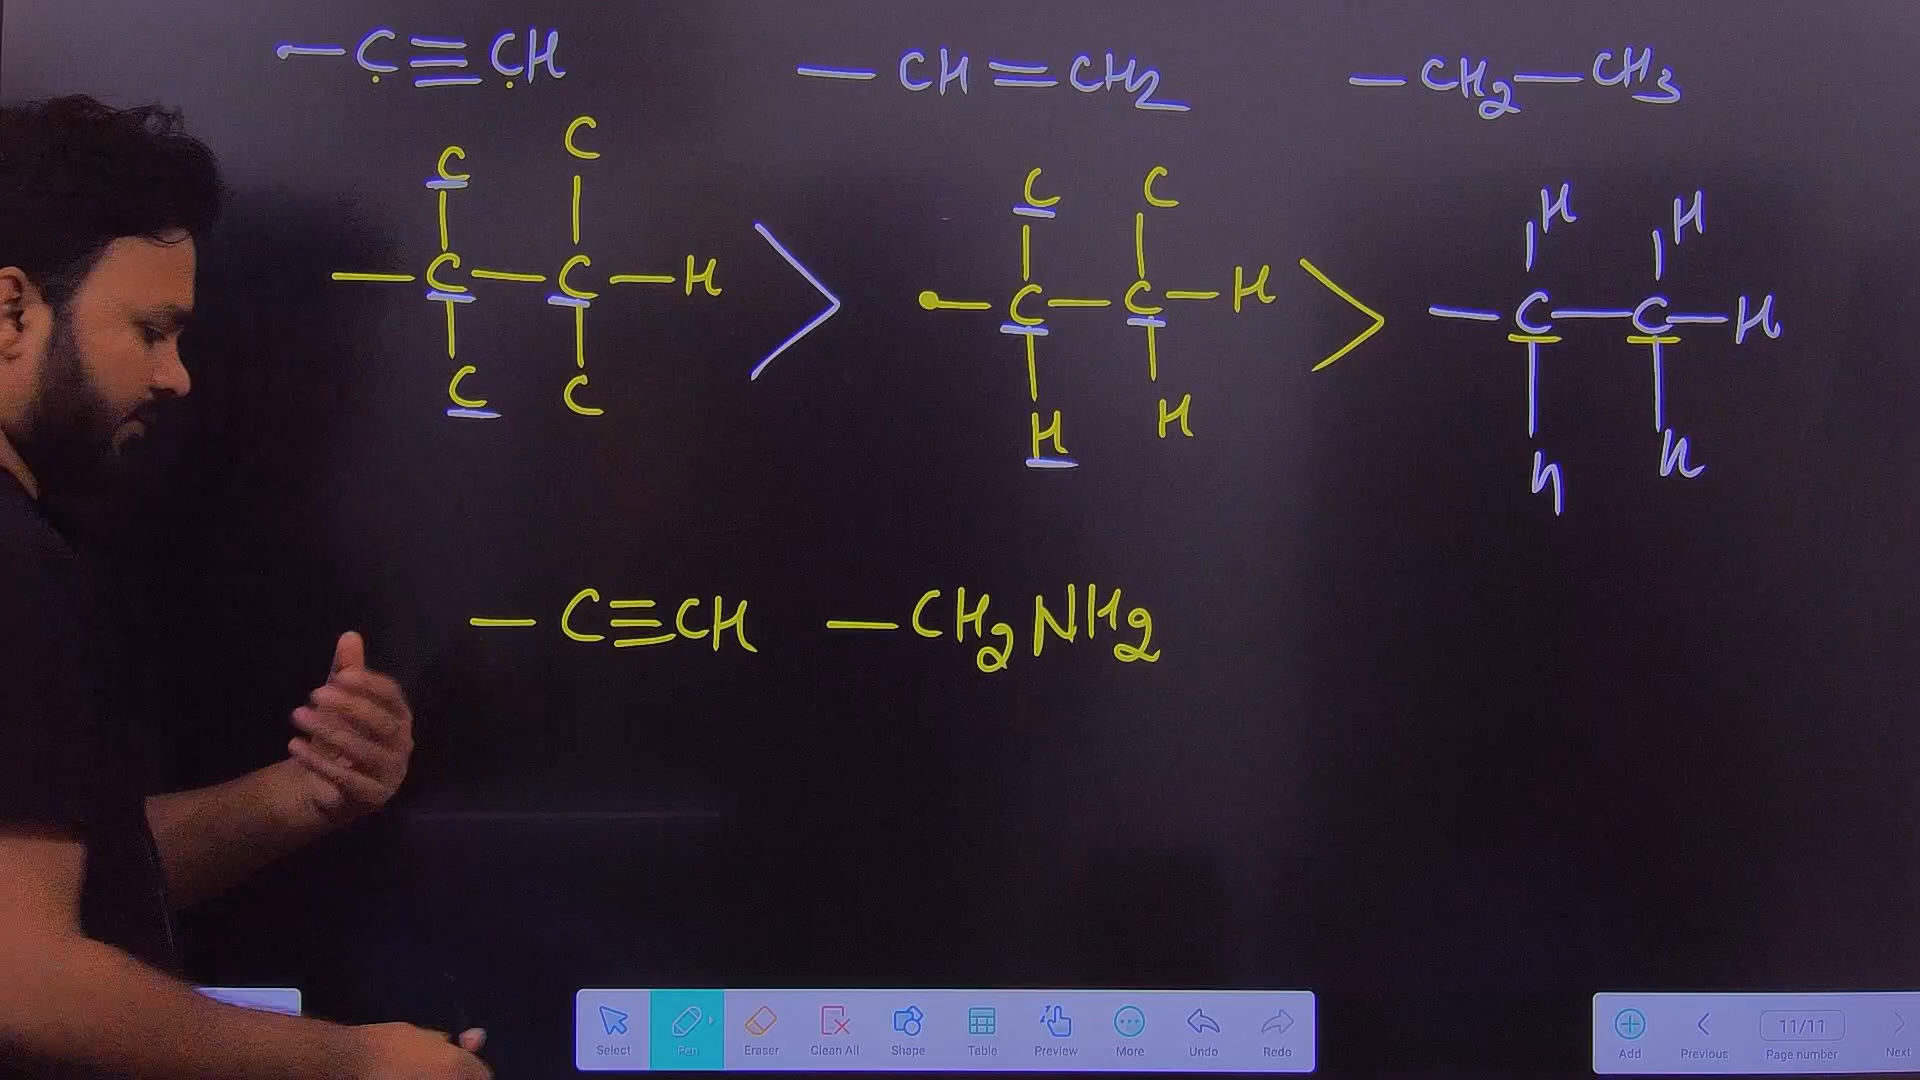 —C≡CH   —CH=CH2   —CH2—CH3
C C C C H H
—C—C—H > —C—C—H > —C—C—H
C C H H h h
—C≡CH   —CH2NH2
Select Pen Eraser Clean All Shape Table Preview More Undo Redo
Add Previous 11/11 Page number Next